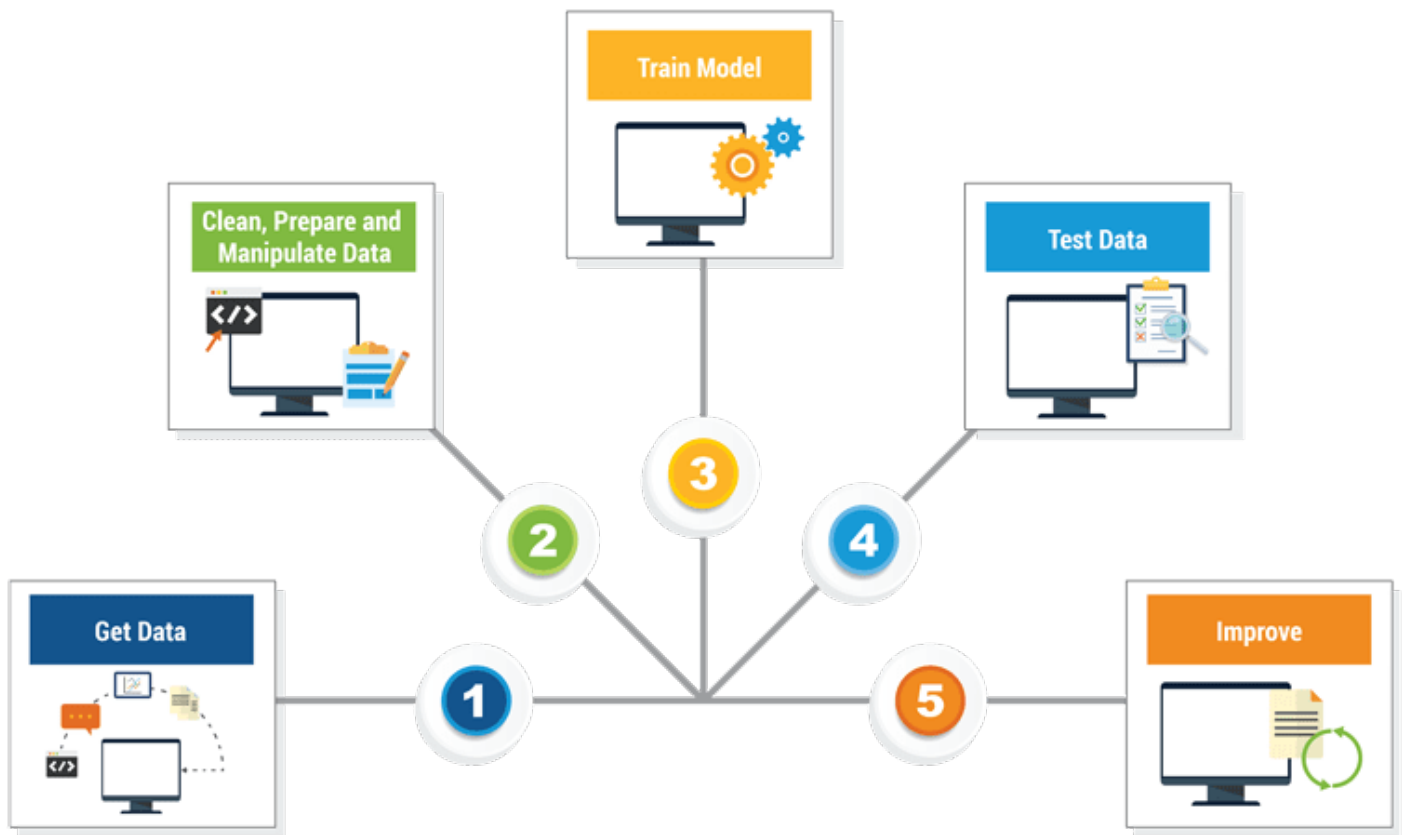 Train Model
Clean, Prepare and
Manipulate Data
</>
Test Data
3
2
4
Get Data
</>
1
5
Improve